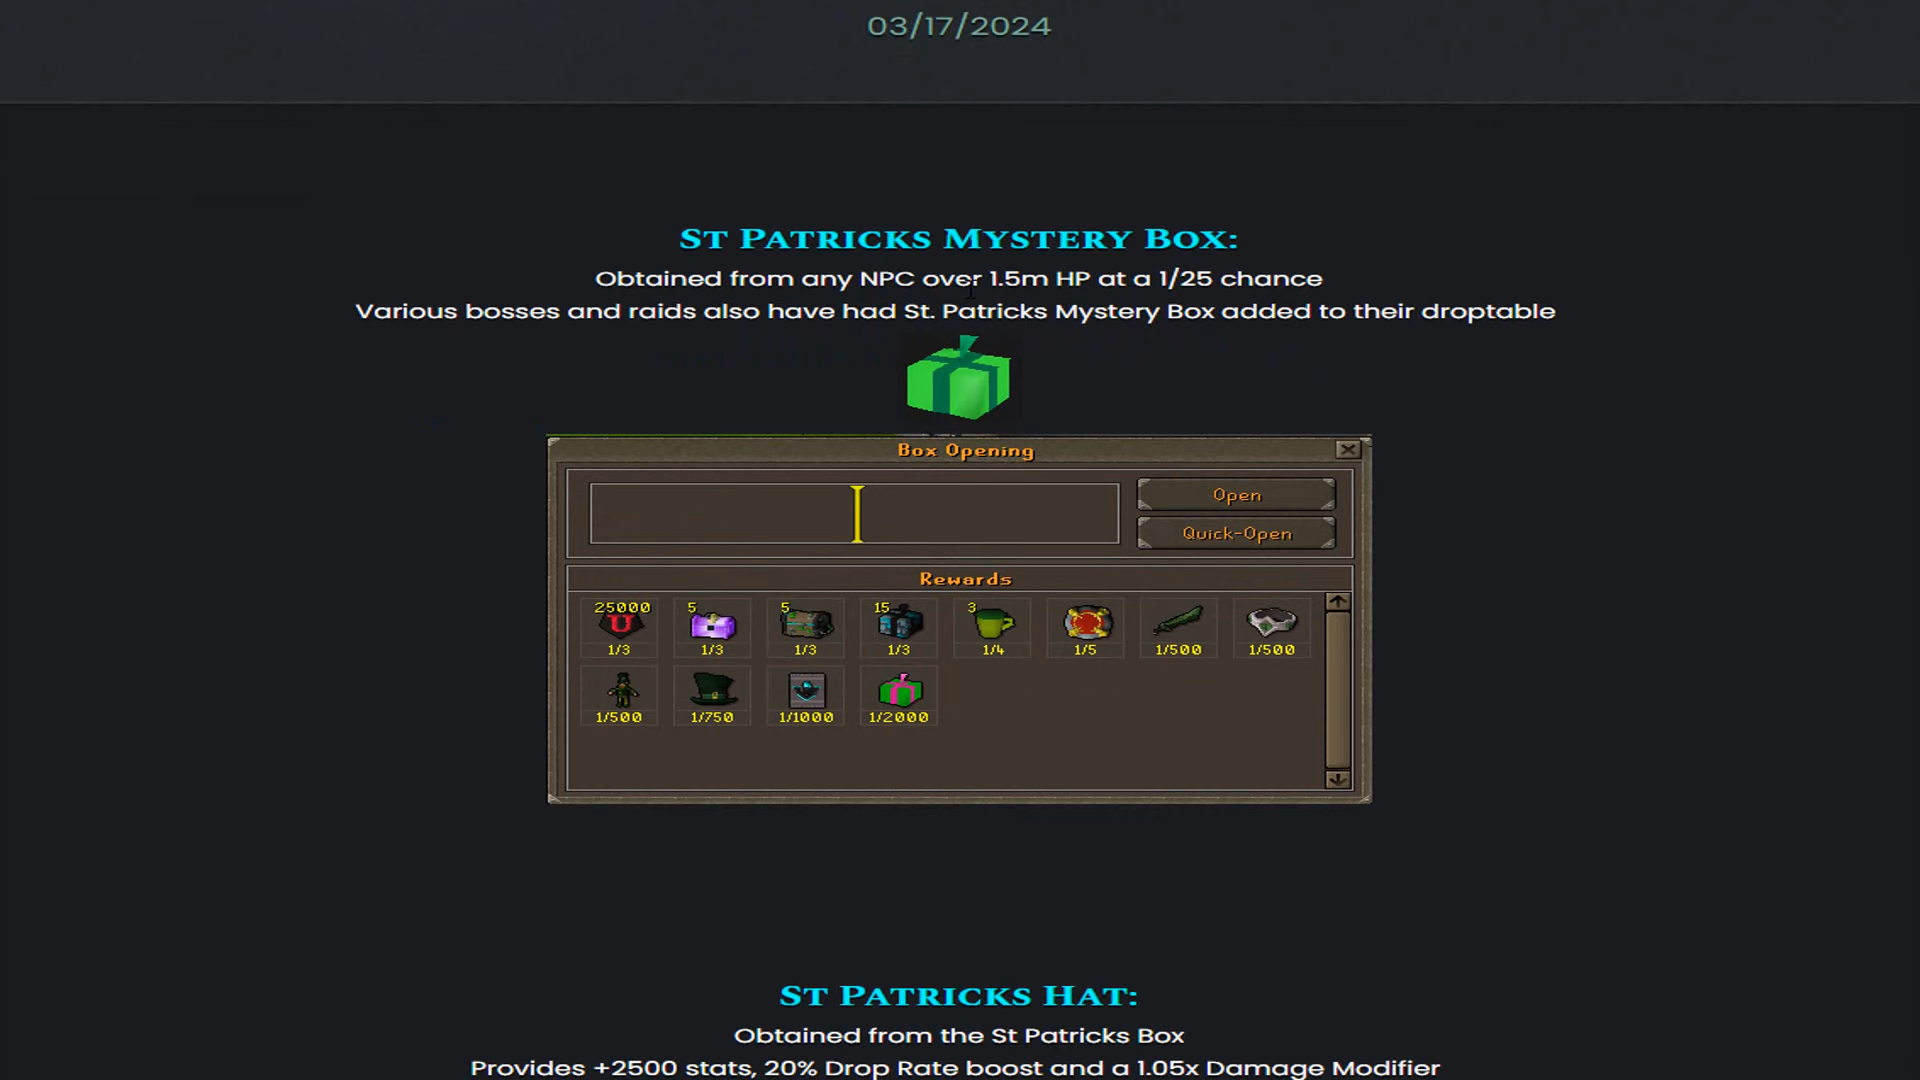 03/17/2024
St Patricks Mystery Box:
Obtained from any NPC over 1.5m HP at a 1/25 chance
Various bosses and raids also have had St. Patricks Mystery Box added to their droptable
Box Opening
Open
Quick-Open
Rewards
25000 5 5 15 3
U
1/3 1/3 1/3 1/3 1/4 1/5 1/500 1/500
1/500 1/750 1/1000 1/2000
St Patricks Hat:
Obtained from the St Patricks Box
Provides +2500 stats, 20% Drop Rate boost and a 1.05x Damage Modifier